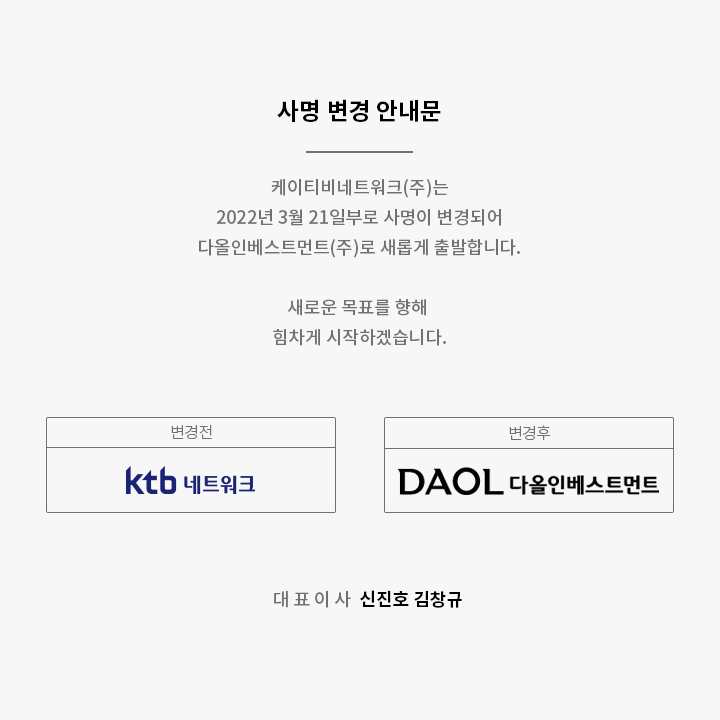 사명 변경 안내문
케이티비네트워크(주)는
2022년 3월 21일부로 사명이 변경되어
다올인베스트먼트(주)로 새롭게 출발합니다.
새로운 목표를 향해
힘차게 시작하겠습니다.
변경전
ktb 네트워크
변경후
DAOL 다올인베스트먼트
대 표 이 사 신진호 김창규